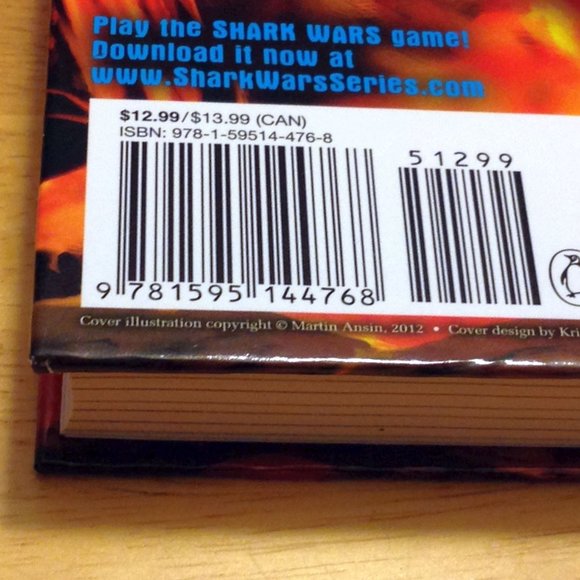 Play the SHARK WARS game!
Download it now at
www.SharkWarsSeries.com
$12.99/$13.99 (CAN)
ISBN: 978-1-59514-476-8
51299
9 781595 144768
Cover illustration copyright © Martin Ansin, 2012 • Cover design by Kri